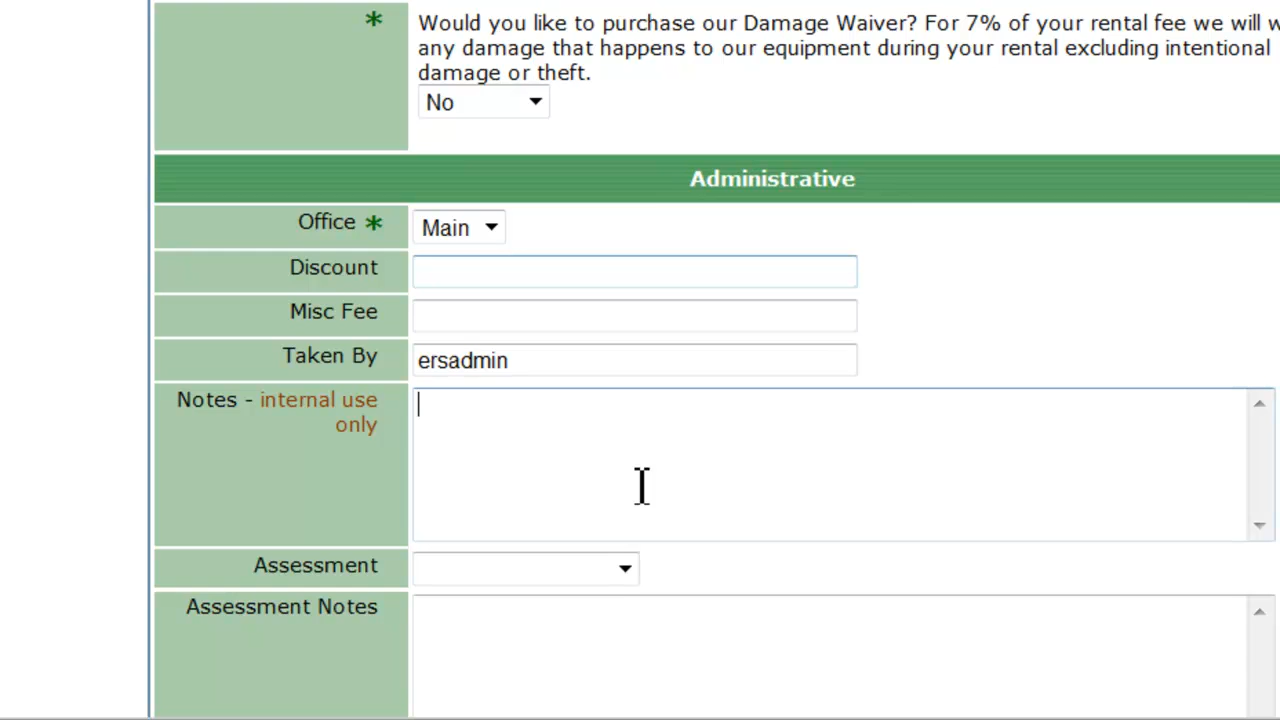 * Would you like to purchase our Damage Waiver? For 7% of your rental fee we will
any damage that happens to our equipment during your rental excluding intentional
damage or theft.
No
Administrative
Office * Main
Discount
Misc Fee
Taken By ersadmin
Notes - internal use
only
Assessment
Assessment Notes